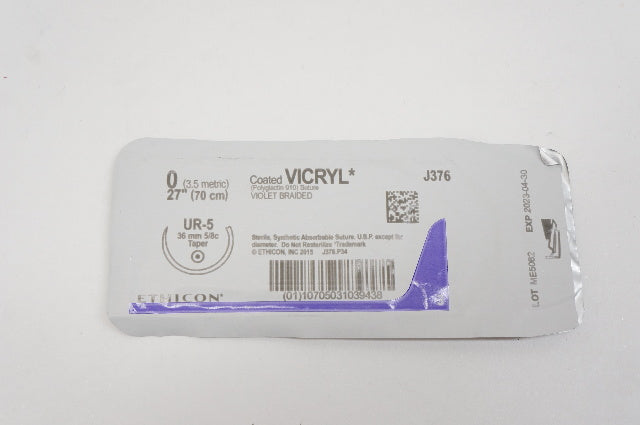 0 (3.5 metric)
27" (70 cm)
Coated VICRYL*
(Polyglactin 910) Suture
VIOLET BRAIDED
J376
UR-5
36 mm 5/8c
Taper
Sterile, Synthetic Absorbable Suture, U.S.P. except for
diameter. Do Not Resterilize *Trademark
© ETHICON, INC 2015 J376.P34
(01)10705031039438
ETHICON
LOT ME5062 EXP 2023-04-30